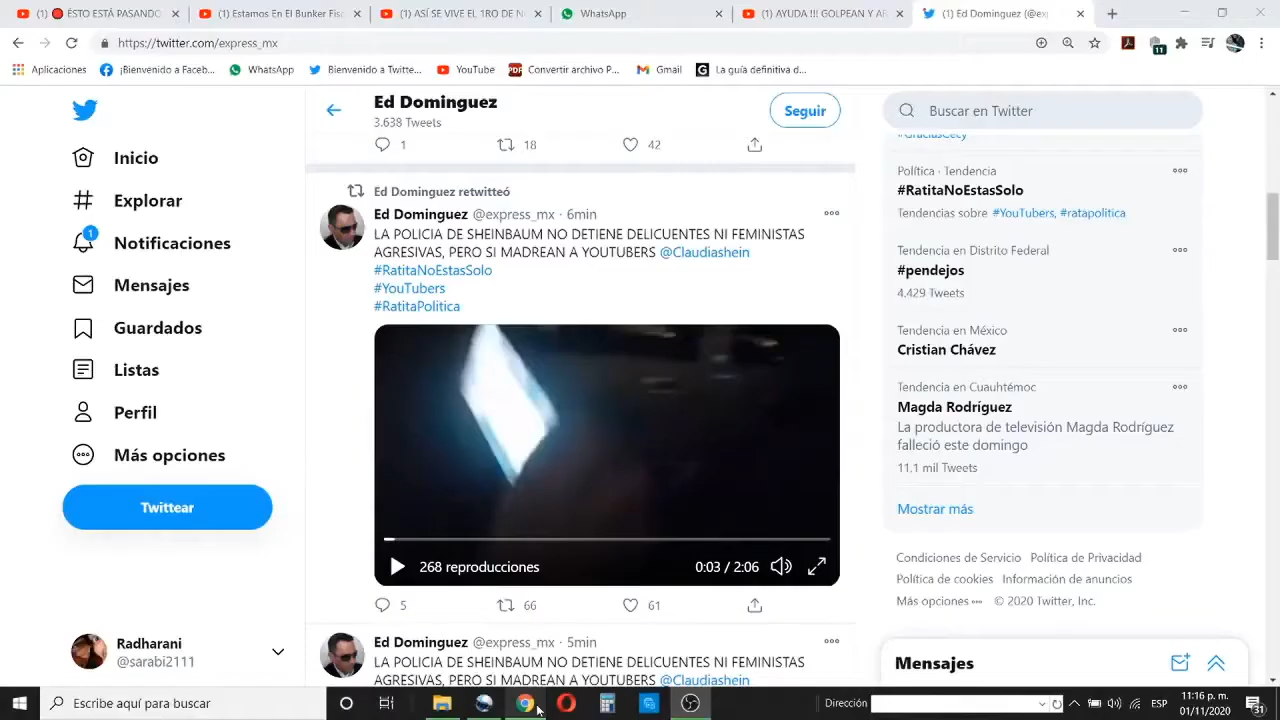 (1) 🔴 ÉSTO ESTÁ PASANDO
(1) Estamos En El Bunker Fisc
(1) ASÍ SE VIVE EL 1RO DE N
WhatsApp
(1) AYUDA !!! GOLPEAN Y AR
(1) Ed Dominguez (@exp
https://twitter.com/express_mx
11
Aplicaciones
¡Bienvenido a Faceb...
WhatsApp
Bienvenido a Twitte...
YouTube
Convertir archivo P...
Gmail
La guía definitiva d...
Inicio
Explorar
1
Notificaciones
Mensajes
Guardados
Listas
Perfil
Más opciones
Twittear
Radharani
@sarabi2111
Ed Dominguez
3.638 Tweets
Seguir
1 18 42
Ed Dominguez retwitteó
Ed Dominguez @express_mx · 6min
LA POLICIA DE SHEINBAUM NO DETIENE DELICUENTES NI FEMINISTAS
AGRESIVAS, PERO SI MADREAN A YOUTUBERS @Claudiashein
#RatitaNoEstasSolo
#YouTubers
#RatitaPolitica
268 reproducciones
0:03 / 2:06
5 66 61
Ed Dominguez @express_mx · 5min
LA POLICIA DE SHEINBAUM NO DETIENE DELICUENTES NI FEMINISTAS
AGRESIVAS, PERO SI MADREAN A YOUTUBERS @Claudiashein
Buscar en Twitter
#GraciasCecy
Política · Tendencia
#RatitaNoEstasSolo
Tendencias sobre #YouTubers, #ratapolitica
Tendencia en Distrito Federal
#pendejos
4.429 Tweets
Tendencia en México
Cristian Chávez
Tendencia en Cuauhtémoc
Magda Rodríguez
La productora de televisión Magda Rodríguez
falleció este domingo
11,1 mil Tweets
Mostrar más
Condiciones de Servicio Política de Privacidad
Política de cookies Información de anuncios
Más opciones ••• © 2020 Twitter, Inc.
Mensajes
Escribe aquí para buscar
Dirección
ESP
11:16 p. m.
01/11/2020
31